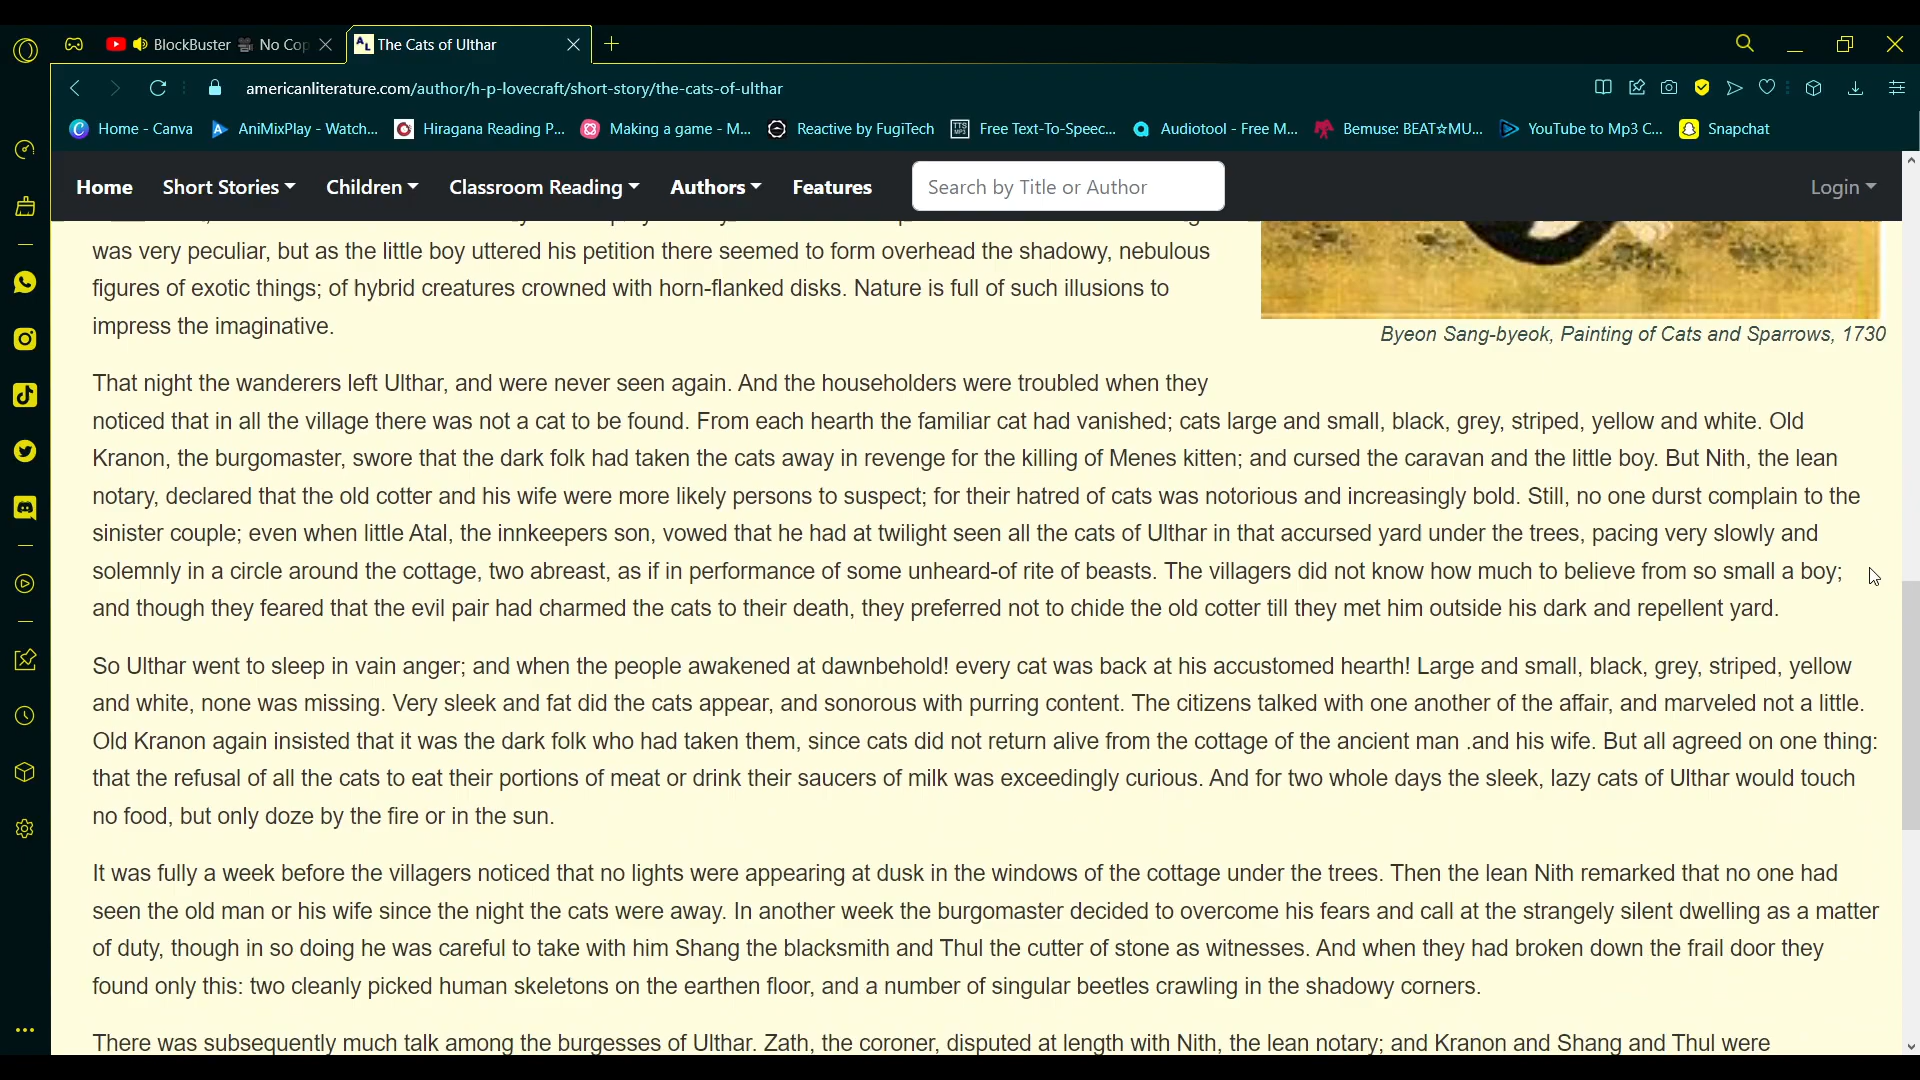 BlockBuster 🎬 No Cop
The Cats of Ulthar
americanliterature.com/author/h-p-lovecraft/short-story/the-cats-of-ulthar
Home - Canva AniMixPlay - Watch... Hiragana Reading P... Making a game - M... Reactive by FugiTech Free Text-To-Speec... Audiotool - Free M... Bemuse: BEAT☆MU... YouTube to Mp3 C... Snapchat
Home Short Stories Children Classroom Reading Authors Features Search by Title or Author Login
was very peculiar, but as the little boy uttered his petition there seemed to form overhead the shadowy, nebulous
figures of exotic things; of hybrid creatures crowned with horn-flanked disks. Nature is full of such illusions to
impress the imaginative.
Byeon Sang-byeok, Painting of Cats and Sparrows, 1730
That night the wanderers left Ulthar, and were never seen again. And the householders were troubled when they
noticed that in all the village there was not a cat to be found. From each hearth the familiar cat had vanished; cats large and small, black, grey, striped, yellow and white. Old
Kranon, the burgomaster, swore that the dark folk had taken the cats away in revenge for the killing of Menes kitten; and cursed the caravan and the little boy. But Nith, the lean
notary, declared that the old cotter and his wife were more likely persons to suspect; for their hatred of cats was notorious and increasingly bold. Still, no one durst complain to the
sinister couple; even when little Atal, the innkeepers son, vowed that he had at twilight seen all the cats of Ulthar in that accursed yard under the trees, pacing very slowly and
solemnly in a circle around the cottage, two abreast, as if in performance of some unheard-of rite of beasts. The villagers did not know how much to believe from so small a boy;
and though they feared that the evil pair had charmed the cats to their death, they preferred not to chide the old cotter till they met him outside his dark and repellent yard.
So Ulthar went to sleep in vain anger; and when the people awakened at dawnbehold! every cat was back at his accustomed hearth! Large and small, black, grey, striped, yellow
and white, none was missing. Very sleek and fat did the cats appear, and sonorous with purring content. The citizens talked with one another of the affair, and marveled not a little.
Old Kranon again insisted that it was the dark folk who had taken them, since cats did not return alive from the cottage of the ancient man .and his wife. But all agreed on one thing:
that the refusal of all the cats to eat their portions of meat or drink their saucers of milk was exceedingly curious. And for two whole days the sleek, lazy cats of Ulthar would touch
no food, but only doze by the fire or in the sun.
It was fully a week before the villagers noticed that no lights were appearing at dusk in the windows of the cottage under the trees. Then the lean Nith remarked that no one had
seen the old man or his wife since the night the cats were away. In another week the burgomaster decided to overcome his fears and call at the strangely silent dwelling as a matter
of duty, though in so doing he was careful to take with him Shang the blacksmith and Thul the cutter of stone as witnesses. And when they had broken down the frail door they
found only this: two cleanly picked human skeletons on the earthen floor, and a number of singular beetles crawling in the shadowy corners.
There was subsequently much talk among the burgesses of Ulthar. Zath, the coroner, disputed at length with Nith, the lean notary; and Kranon and Shang and Thul were